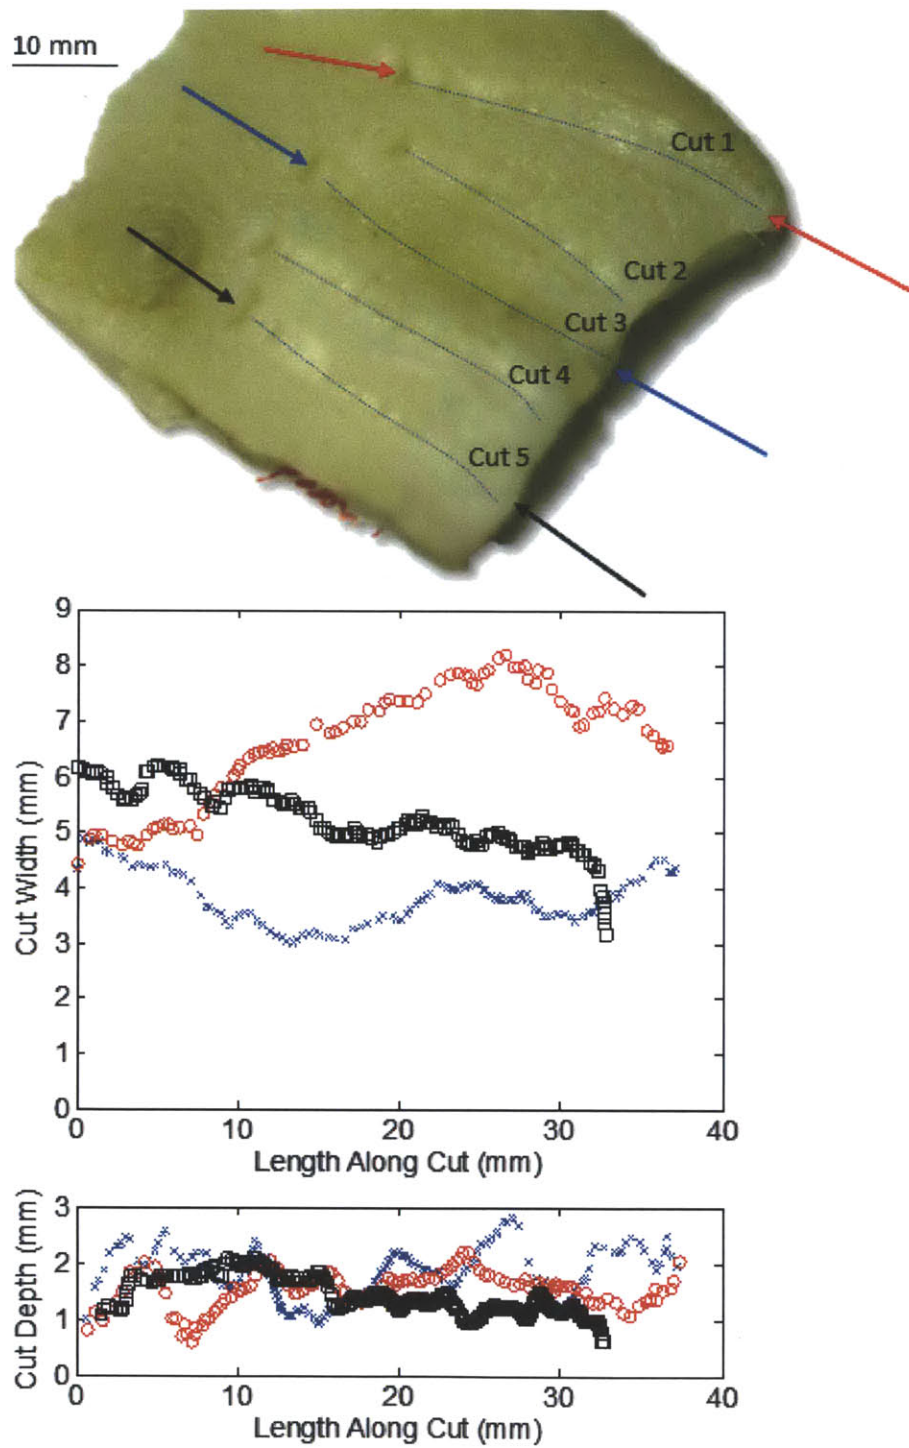 10 mm
Cut 1
Cut 2
Cut 3
Cut 4
Cut 5
9
8
7
6
5
4
3
2
1
0
Cut Width (mm)
0 10 20 30 40
Length Along Cut (mm)
3
2
1
0
Cut Depth (mm)
0 10 20 30 40
Length Along Cut (mm)